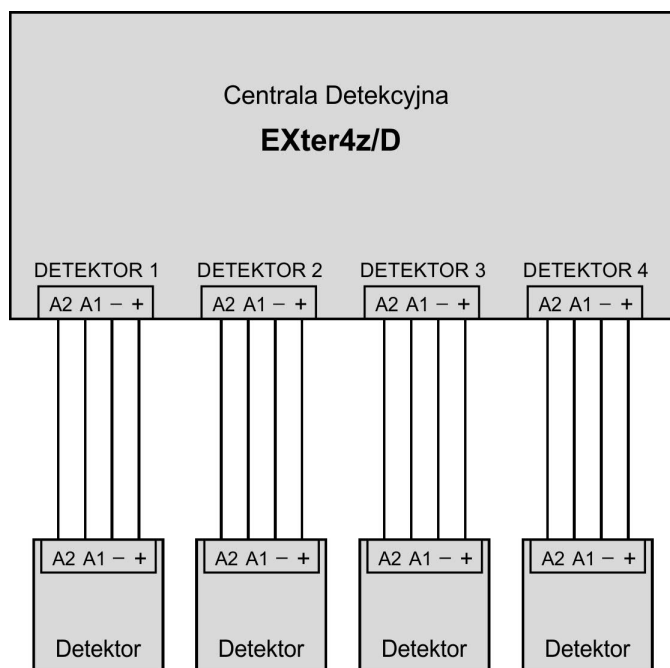 Centrala Detekcyjna
EXter4z/D
DETEKTOR 1 DETEKTOR 2 DETEKTOR 3 DETEKTOR 4
A2 A1 − + A2 A1 − + A2 A1 − + A2 A1 − +
A2 A1 − + A2 A1 − + A2 A1 − + A2 A1 − +
Detektor Detektor Detektor Detektor